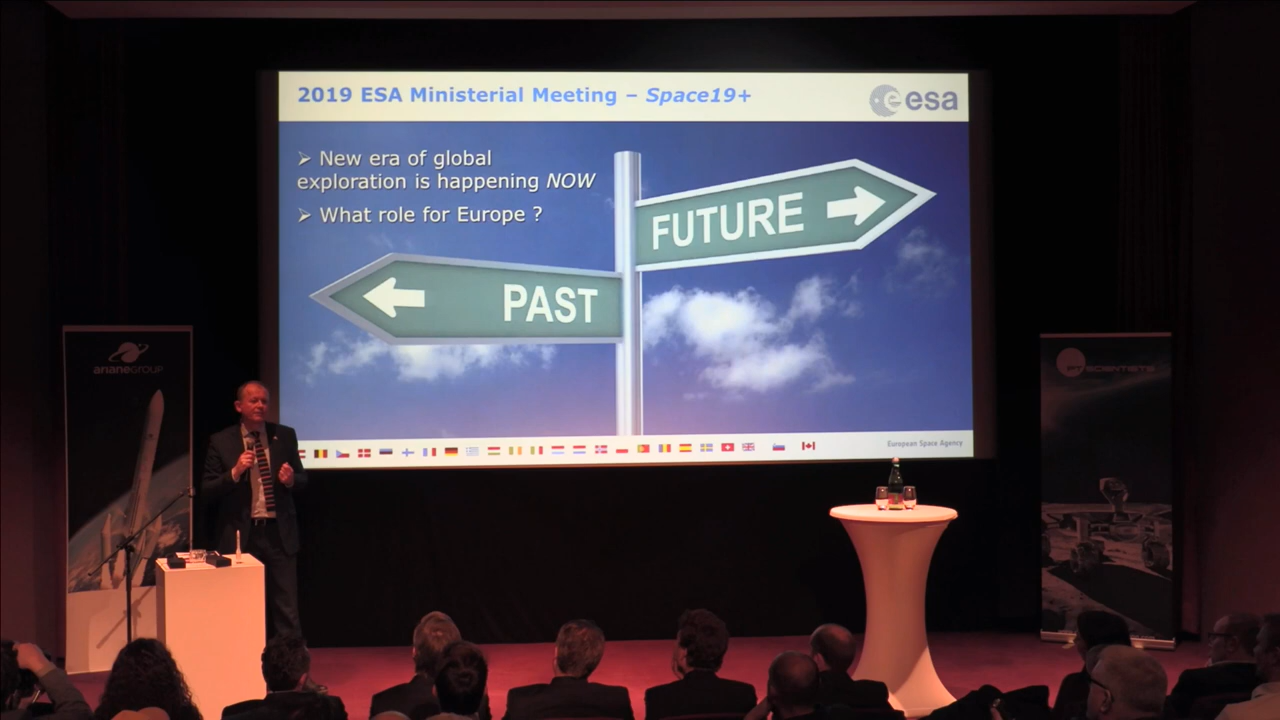 2019 ESA Ministerial Meeting – Space19+
esa
➢ New era of global
exploration is happening NOW
➢ What role for Europe ?
FUTURE
PAST
European Space Agency
arianeGROUP
PTSCIENTISTS